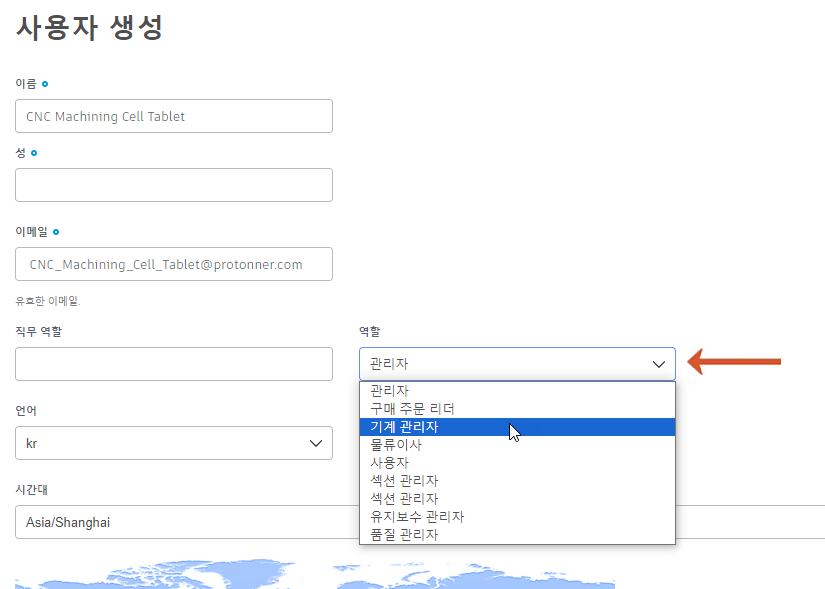 사용자 생성
이름
CNC Machining Cell Tablet
성
이메일
CNC_Machining_Cell_Tablet@protonner.com
유효한 이메일.
직무 역할
역할
관리자
관리자
구매 주문 리더
기계 관리자
물류이사
사용자
섹션 관리자
섹션 관리자
유지보수 관리자
품질 관리자
언어
kr
시간대
Asia/Shanghai